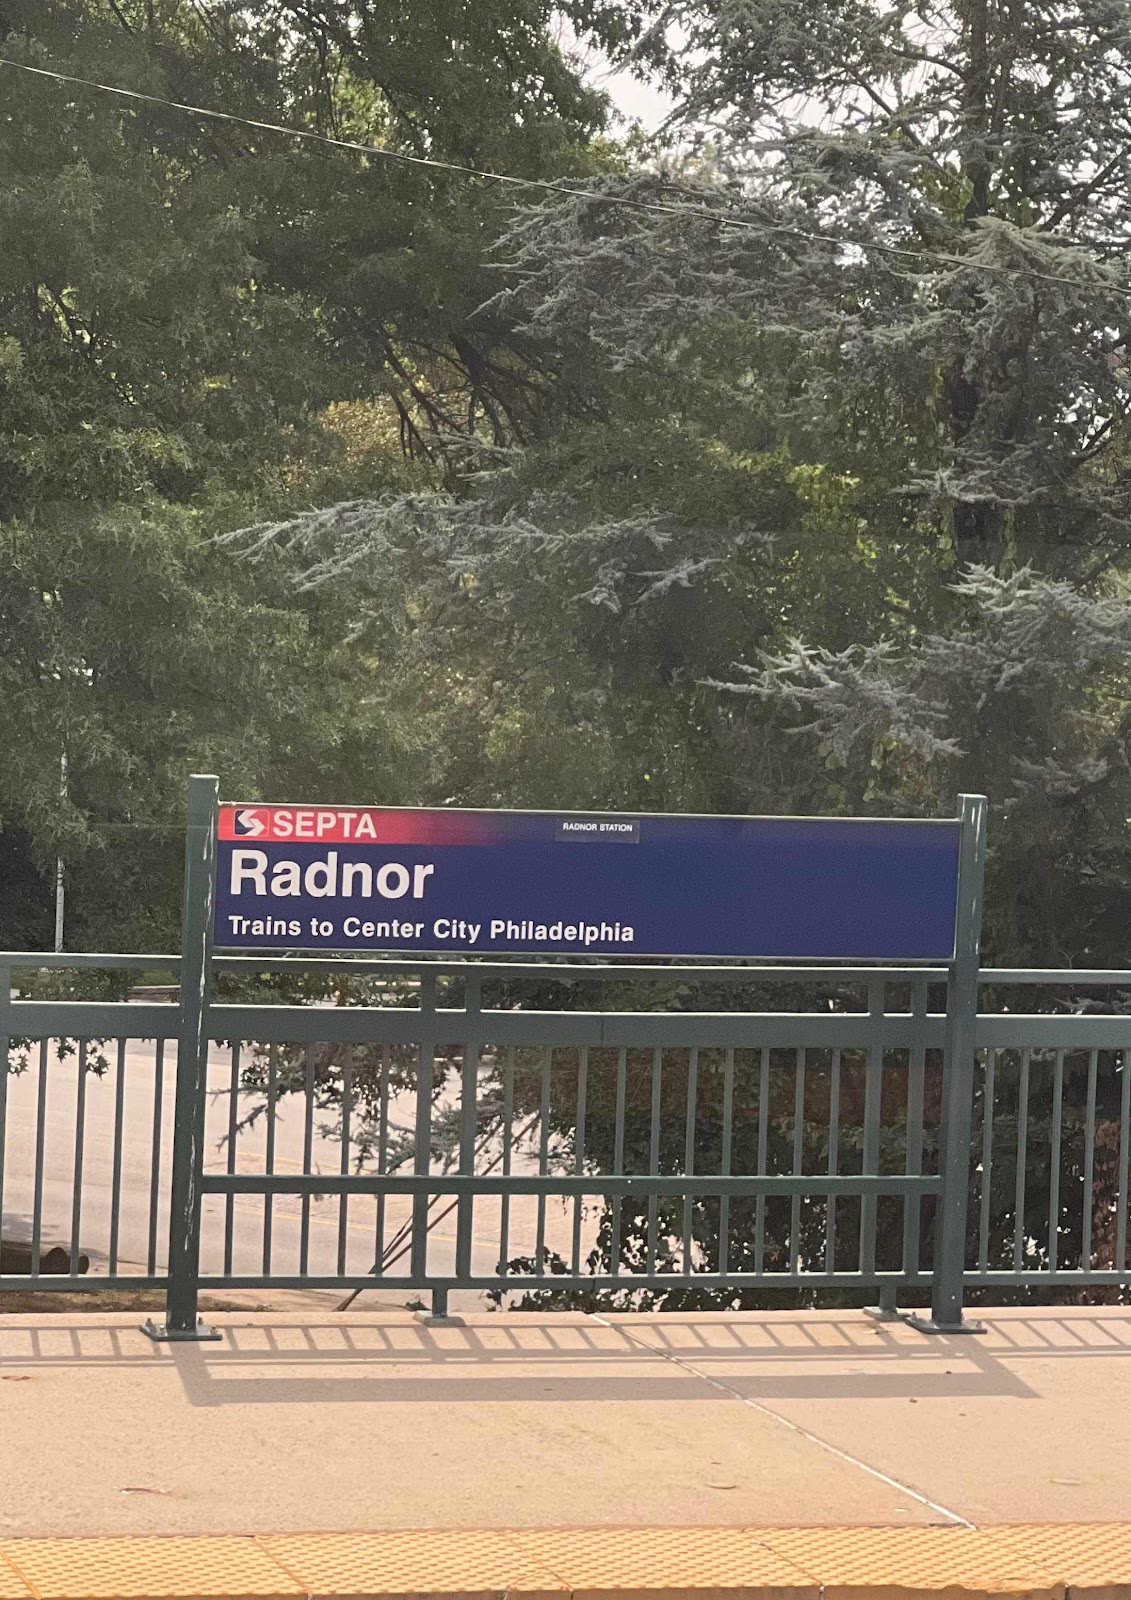 SEPTA
RADNOR STATION
Radnor
Trains to Center City Philadelphia